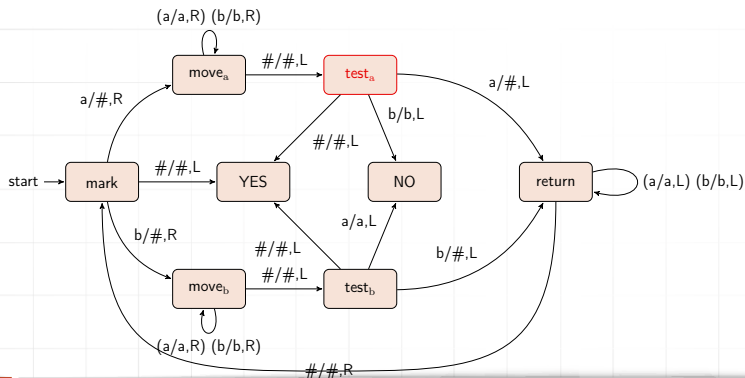 (a/a,R) (b/b,R)
move_a
#/#,L
test_a
a/#,L
a/#,R
b/b,L
#/#,L
start
mark
#/#,L
YES
NO
return
(a/a,L) (b/b,L)
b/#,R
a/a,L
#/#,L
b/#,L
move_b
#/#,L
test_b
(a/a,R) (b/b,R)
#/#,R